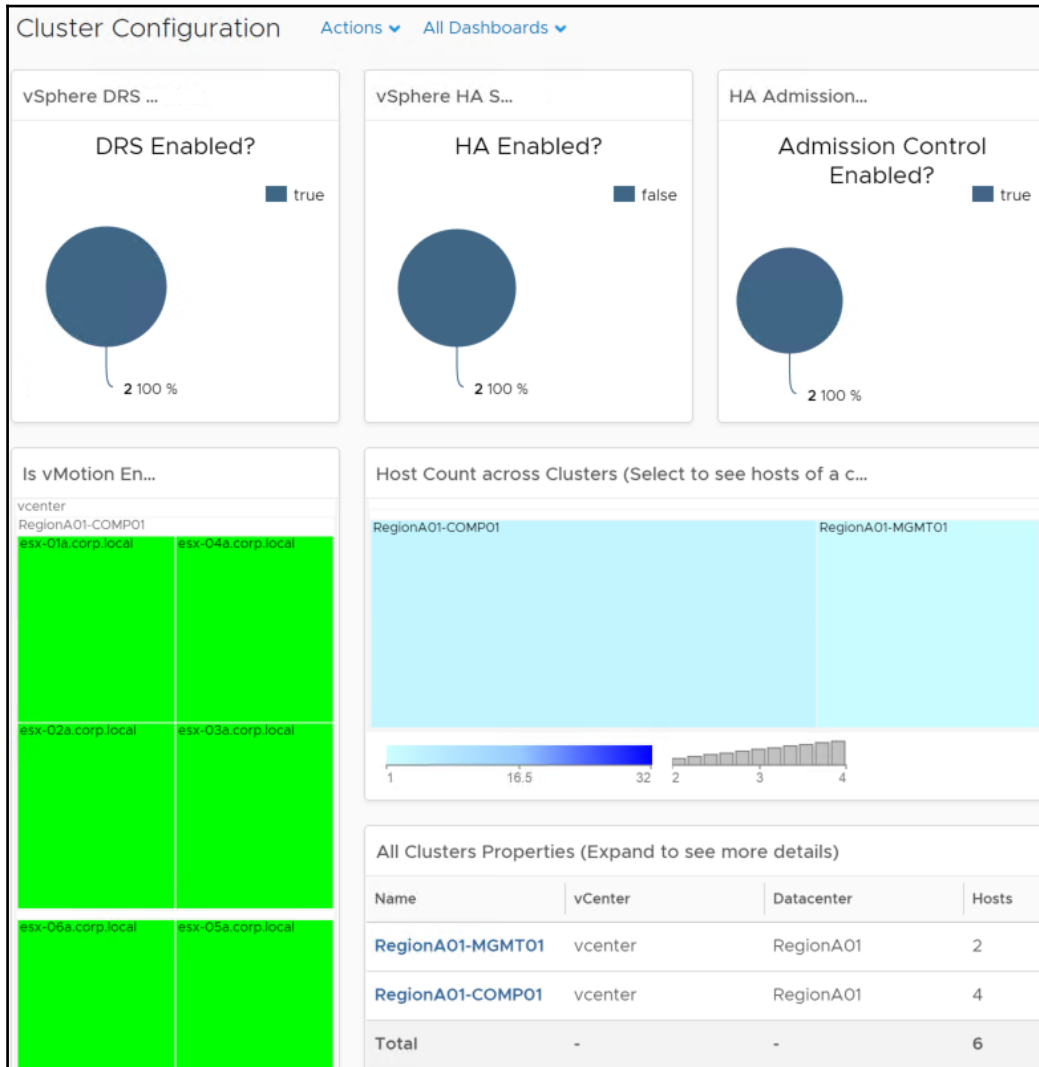 Cluster Configuration Actions All Dashboards
vSphere DRS ...
DRS Enabled?
true
2 100 %
vSphere HA S...
HA Enabled?
false
2 100 %
HA Admission...
Admission Control
Enabled?
true
2 100 %
Is vMotion En...
vcenter
RegionA01-COMP01
esx-01a.corp.local esx-04a.corp.local
esx-02a.corp.local esx-03a.corp.local
esx-06a.corp.local esx-05a.corp.local
Host Count across Clusters (Select to see hosts of a c...
RegionA01-COMP01 RegionA01-MGMT01
1 16.5 32 2 3 4
All Clusters Properties (Expand to see more details)
Name vCenter Datacenter Hosts
RegionA01-MGMT01 vcenter RegionA01 2
RegionA01-COMP01 vcenter RegionA01 4
Total - - 6